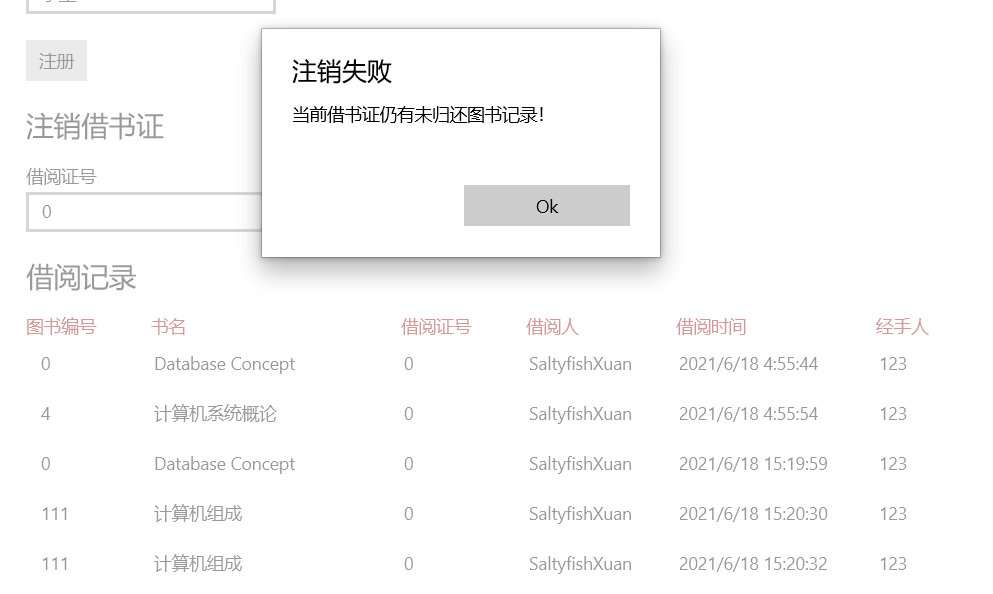 注册
注销失败
当前借书证仍有未归还图书记录!
Ok
注销借书证
借阅证号
0
借阅记录
图书编号 书名 借阅证号 借阅人 借阅时间 经手人
0 Database Concept 0 SaltyfishXuan 2021/6/18 4:55:44 123
4 计算机系统概论 0 SaltyfishXuan 2021/6/18 4:55:54 123
0 Database Concept 0 SaltyfishXuan 2021/6/18 15:19:59 123
111 计算机组成 0 SaltyfishXuan 2021/6/18 15:20:30 123
111 计算机组成 0 SaltyfishXuan 2021/6/18 15:20:32 123